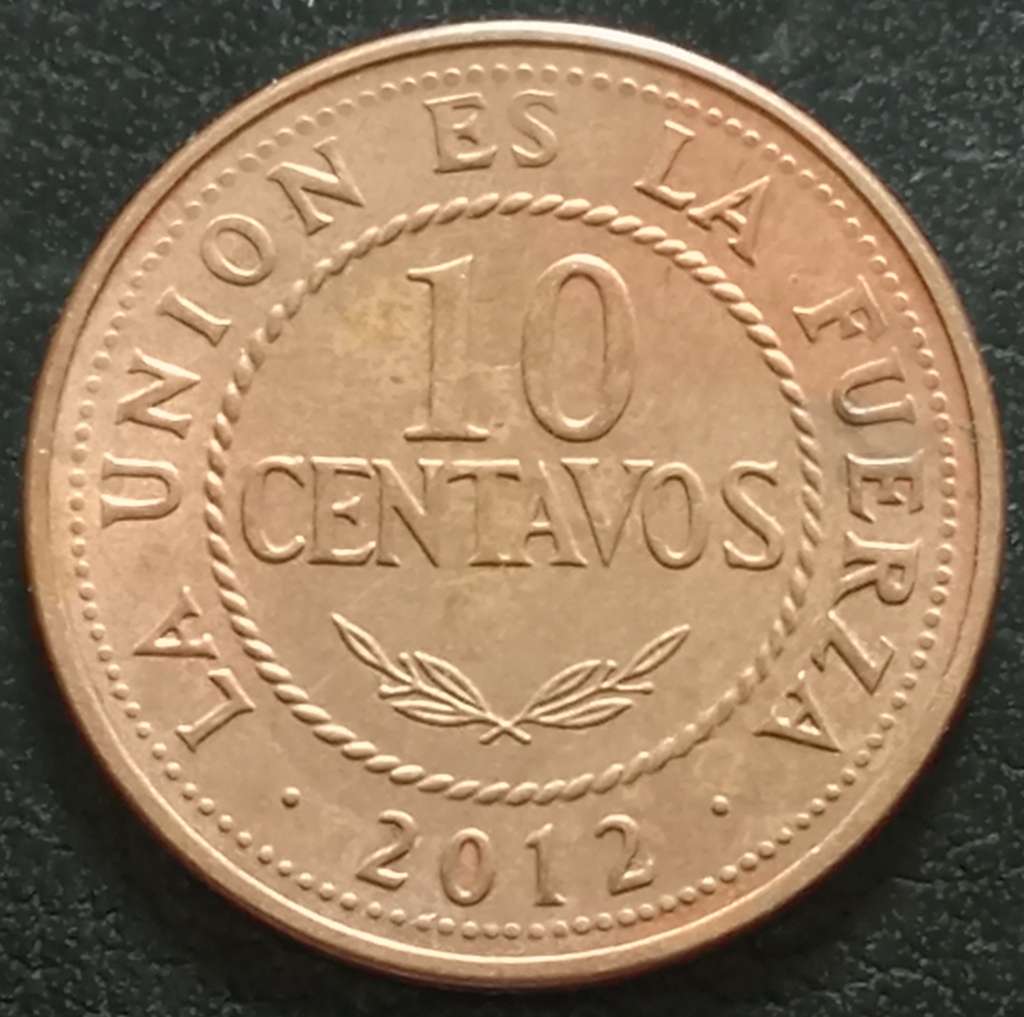 LA UNION ES LA FUERZA
10
CENTAVOS
· 2012 ·